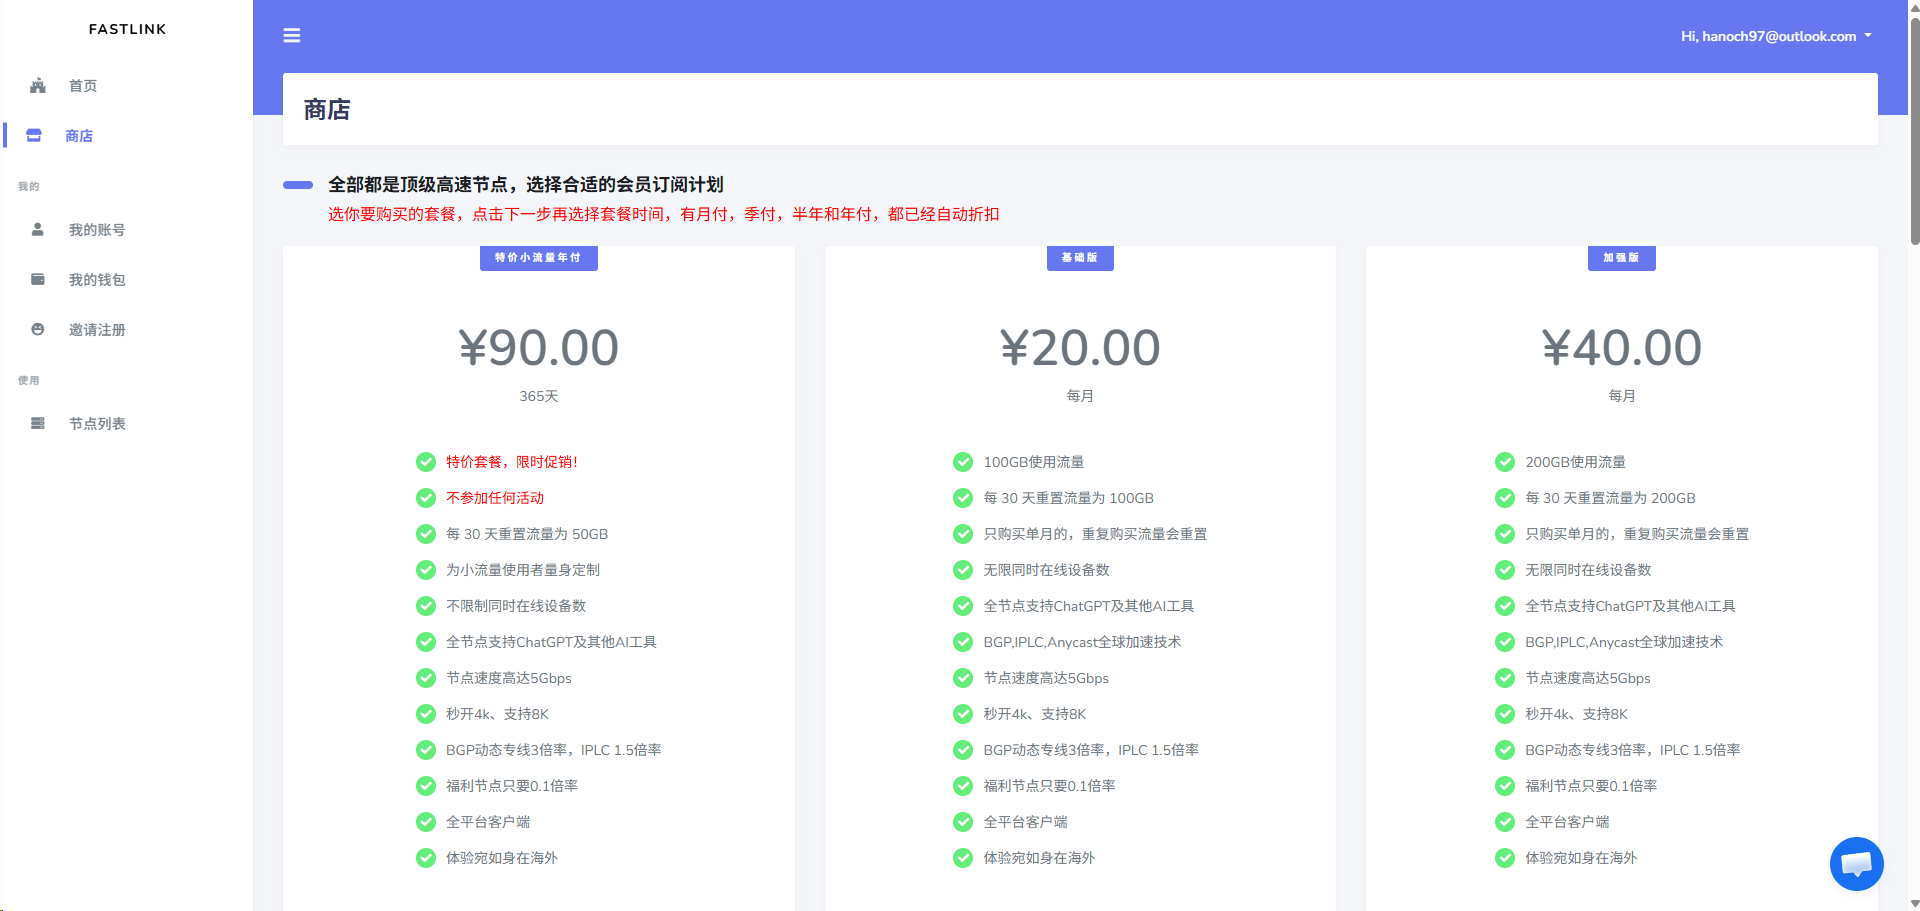 FASTLINK
首页
商店
我的
我的账号
我的钱包
邀请注册
使用
节点列表
Hi, hanoch97@outlook.com
商店
全部都是顶级高速节点，选择合适的会员订阅计划
选你要购买的套餐，点击下一步再选择套餐时间，有月付，季付，半年和年付，都已经自动折扣
特价小流量年付
¥90.00
365天
特价套餐，限时促销！
不参加任何活动
每 30 天重置流量为 50GB
为小流量使用者量身定制
不限制同时在线设备数
全节点支持ChatGPT及其他AI工具
节点速度高达5Gbps
秒开4k、支持8K
BGP动态专线3倍率，IPLC 1.5倍率
福利节点只要0.1倍率
全平台客户端
体验宛如身在海外
基础版
¥20.00
每月
100GB使用流量
每 30 天重置流量为 100GB
只购买单月的，重复购买流量会重置
无限同时在线设备数
全节点支持ChatGPT及其他AI工具
BGP,IPLC,Anycast全球加速技术
节点速度高达5Gbps
秒开4k、支持8K
BGP动态专线3倍率，IPLC 1.5倍率
福利节点只要0.1倍率
全平台客户端
体验宛如身在海外
加强版
¥40.00
每月
200GB使用流量
每 30 天重置流量为 200GB
只购买单月的，重复购买流量会重置
无限同时在线设备数
全节点支持ChatGPT及其他AI工具
BGP,IPLC,Anycast全球加速技术
节点速度高达5Gbps
秒开4k、支持8K
BGP动态专线3倍率，IPLC 1.5倍率
福利节点只要0.1倍率
全平台客户端
体验宛如身在海外